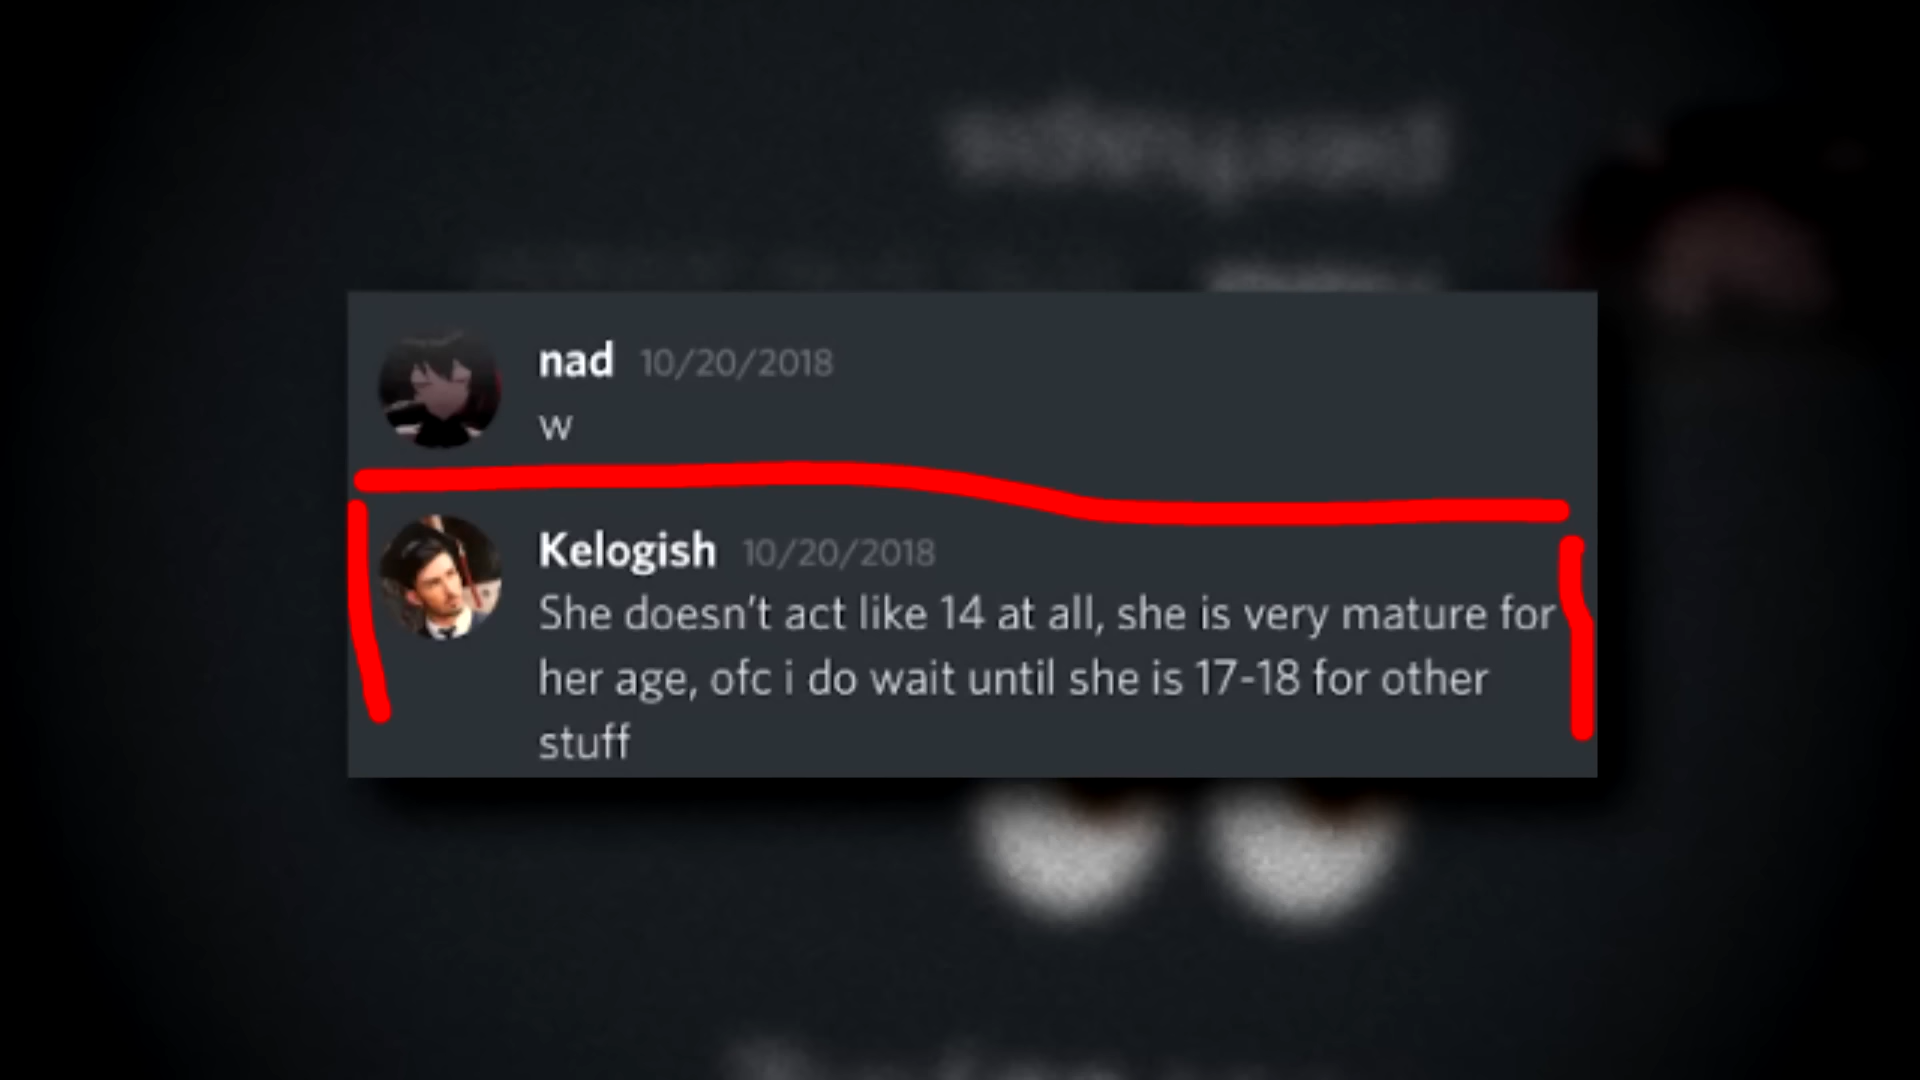 nad 10/20/2018
w
Kelogish 10/20/2018
She doesn't act like 14 at all, she is very mature for
her age, ofc i do wait until she is 17-18 for other
stuff